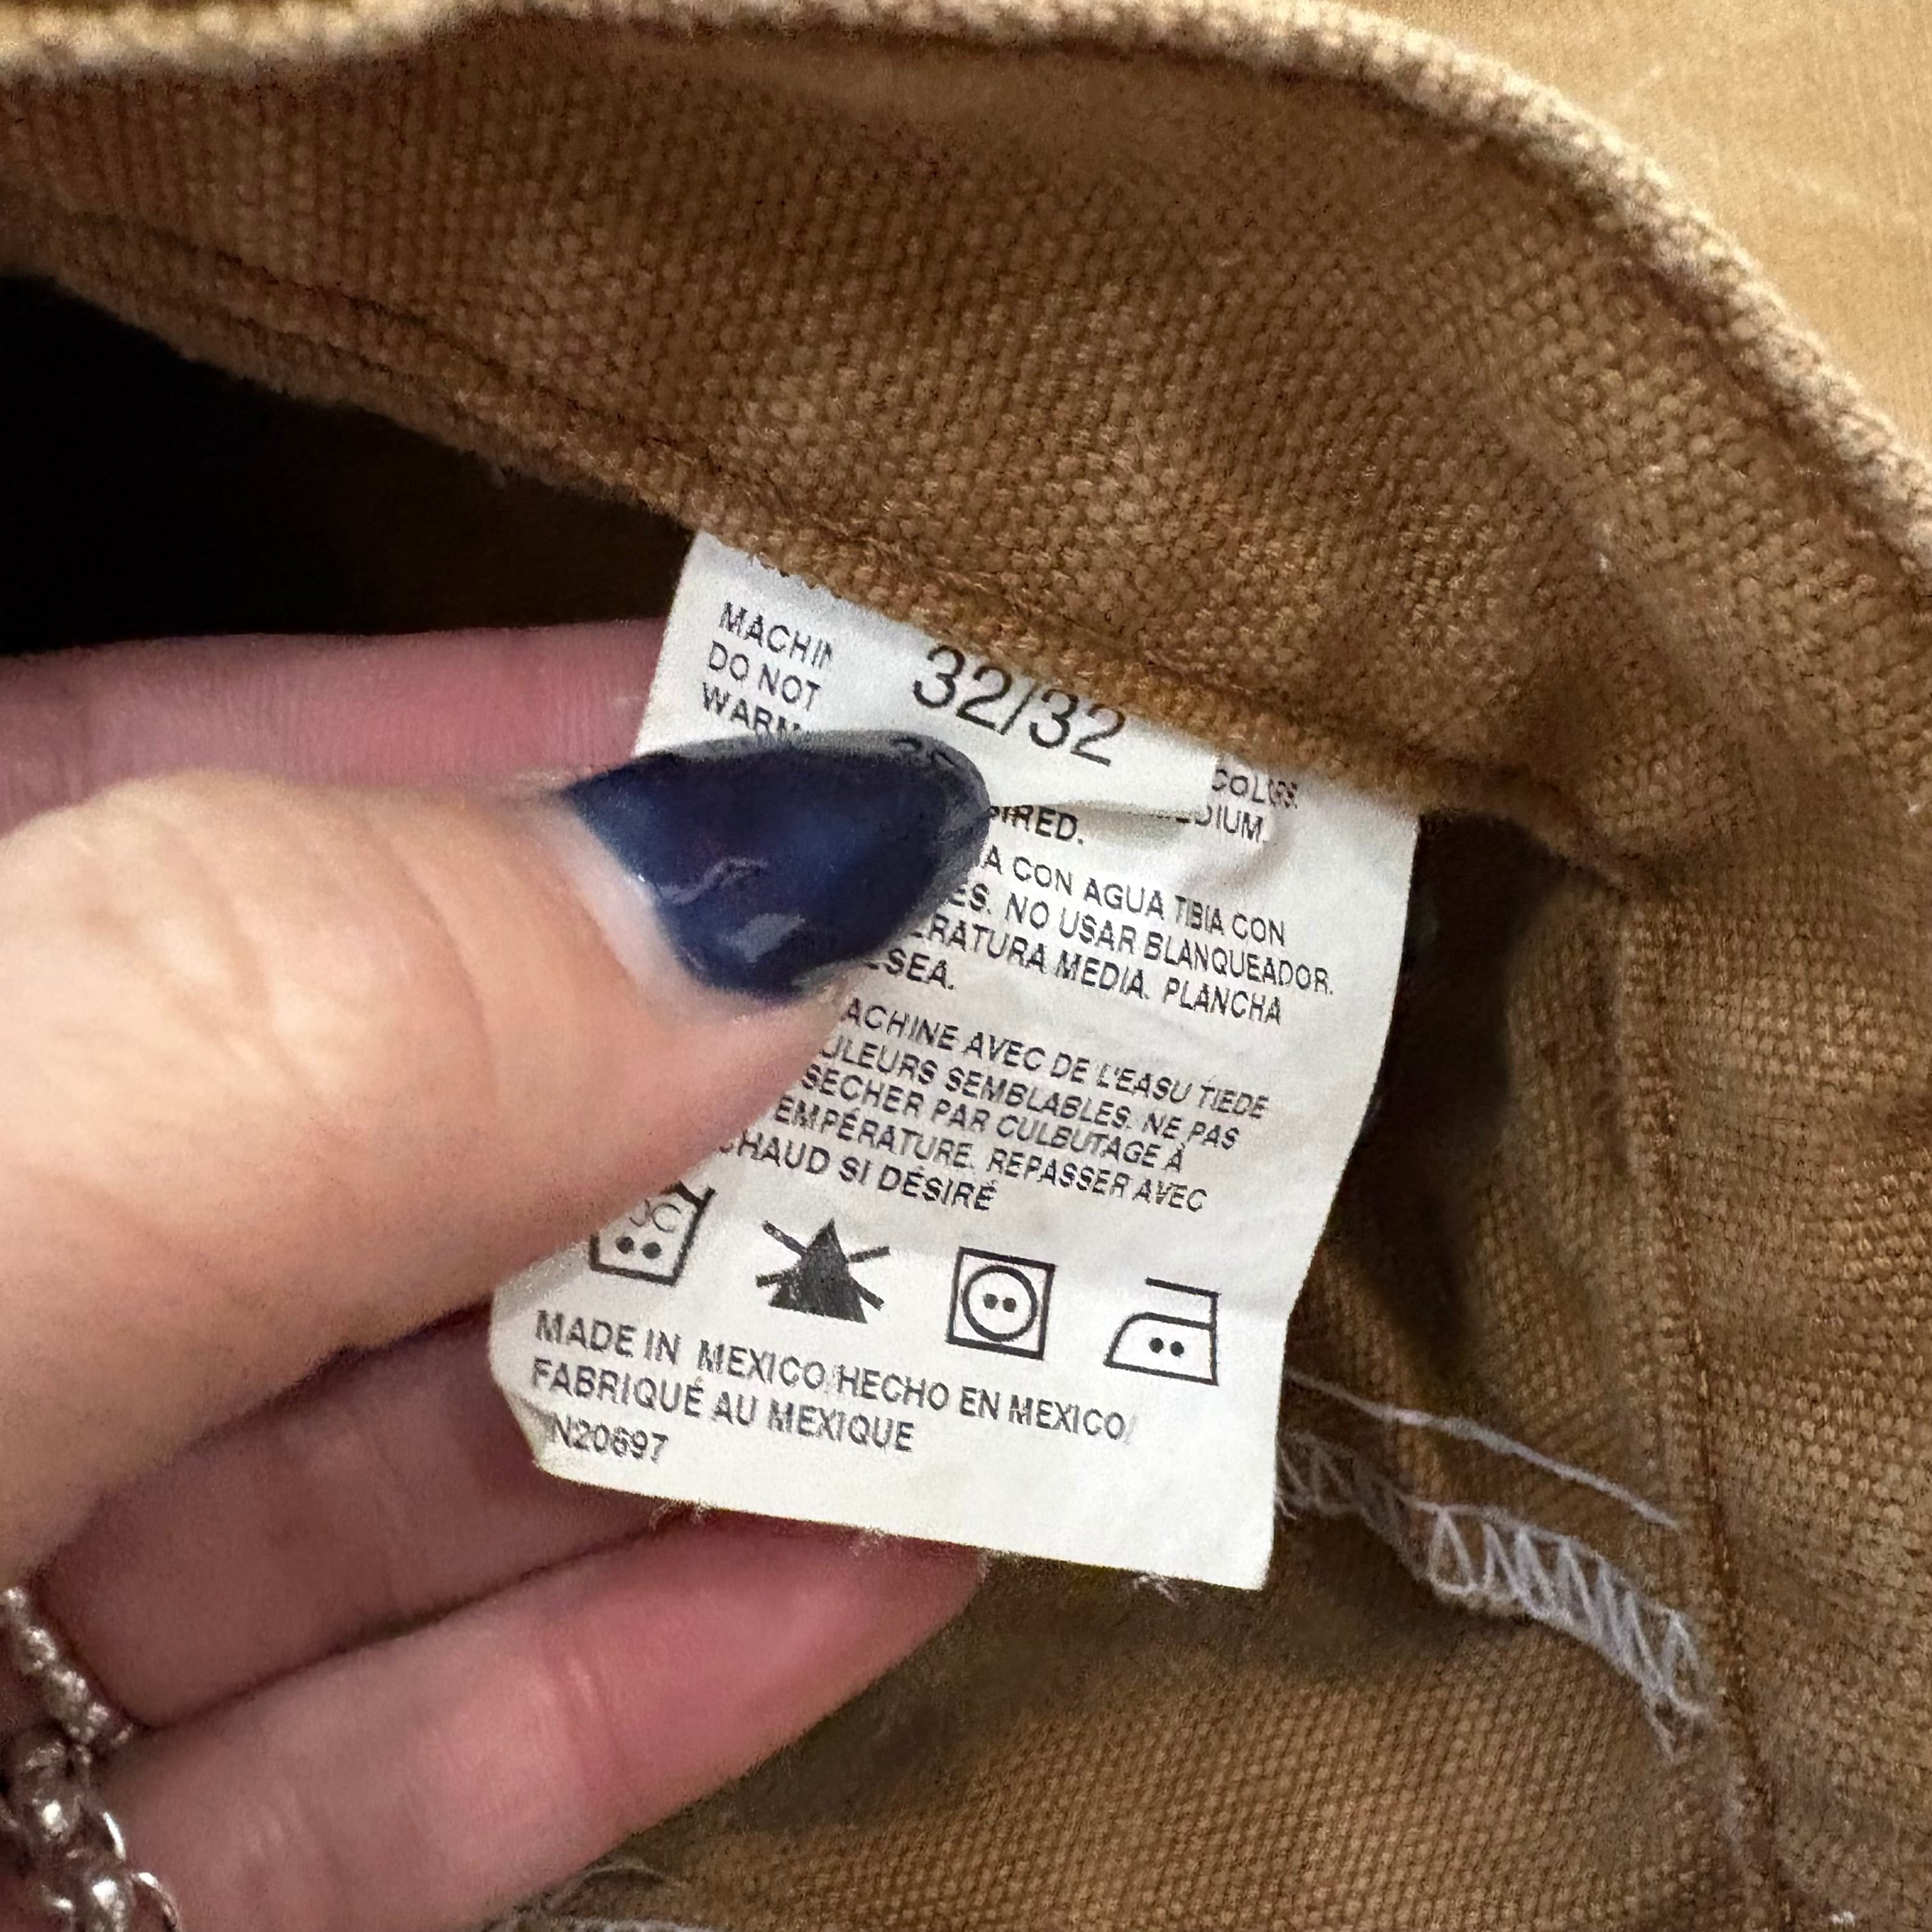 32/32
MACHIN
DO NOT
WARM
COLORS.
EDIUM.
SIRED.
A CON AGUA TIBIA CON
ES. NO USAR BLANQUEADOR.
ERATURA MEDIA. PLANCHA
ESEA.
ACHINE AVEC DE L'EASU TIEDE
ULEURS SEMBLABLES. NE PAS
SECHER PAR CULBUTAGE À
EMPÉRATURE. REPASSER AVEC
CHAUD SI DÉSIRÉ
MADE IN MEXICO/HECHO EN MEXICO/
FABRIQUÉ AU MEXIQUE
N20697